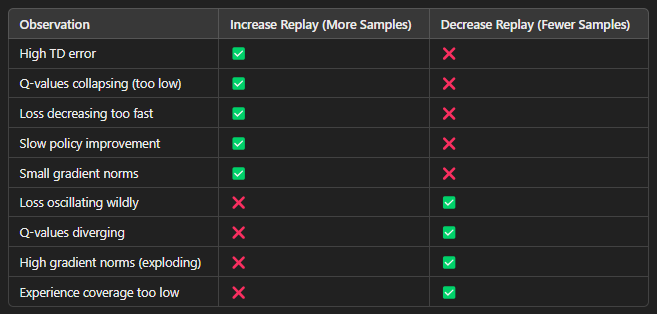 Observation Increase Replay (More Samples) Decrease Replay (Fewer Samples)
High TD error ✅ ❌
Q-values collapsing (too low) ✅ ❌
Loss decreasing too fast ✅ ❌
Slow policy improvement ✅ ❌
Small gradient norms ✅ ❌
Loss oscillating wildly ❌ ✅
Q-values diverging ❌ ✅
High gradient norms (exploding) ❌ ✅
Experience coverage too low ❌ ✅